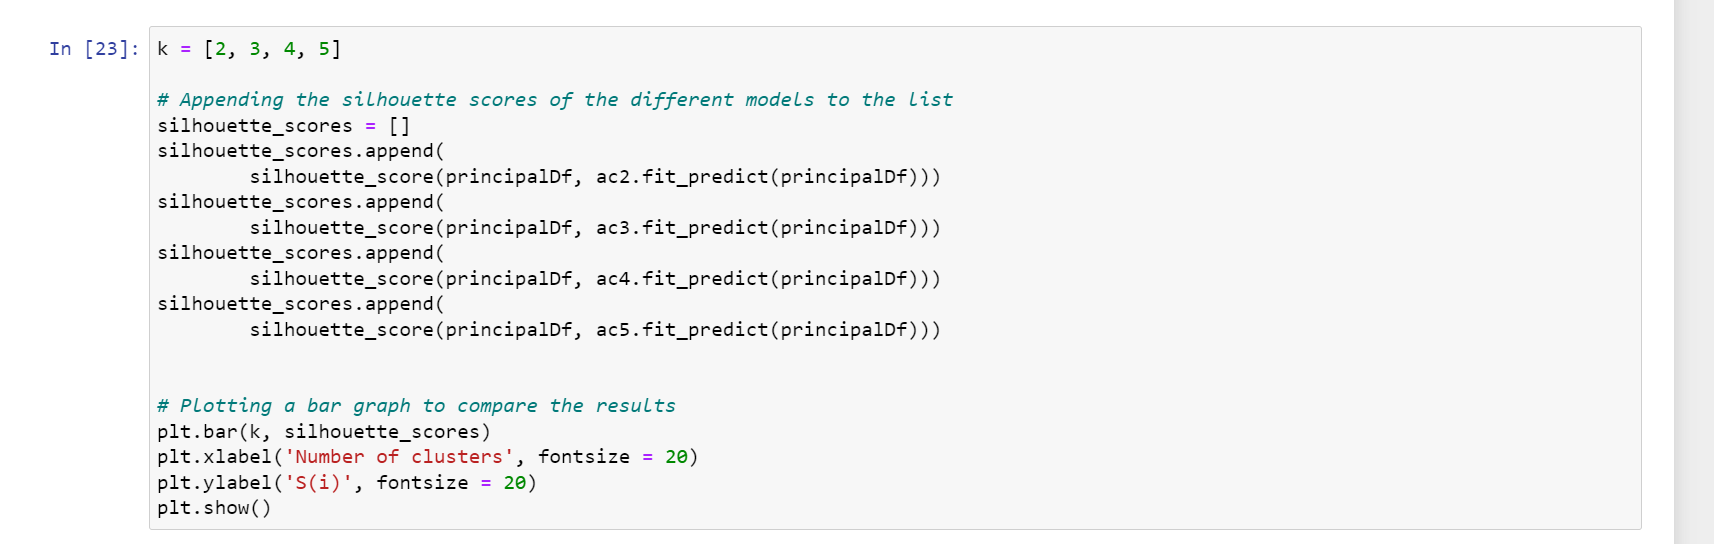 In [23]: k = [2, 3, 4, 5]
# Appending the silhouette scores of the different models to the list
silhouette_scores = []
silhouette_scores.append(
        silhouette_score(principalDf, ac2.fit_predict(principalDf)))
silhouette_scores.append(
        silhouette_score(principalDf, ac3.fit_predict(principalDf)))
silhouette_scores.append(
        silhouette_score(principalDf, ac4.fit_predict(principalDf)))
silhouette_scores.append(
        silhouette_score(principalDf, ac5.fit_predict(principalDf)))
# Plotting a bar graph to compare the results
plt.bar(k, silhouette_scores)
plt.xlabel('Number of clusters', fontsize = 20)
plt.ylabel('S(i)', fontsize = 20)
plt.show()